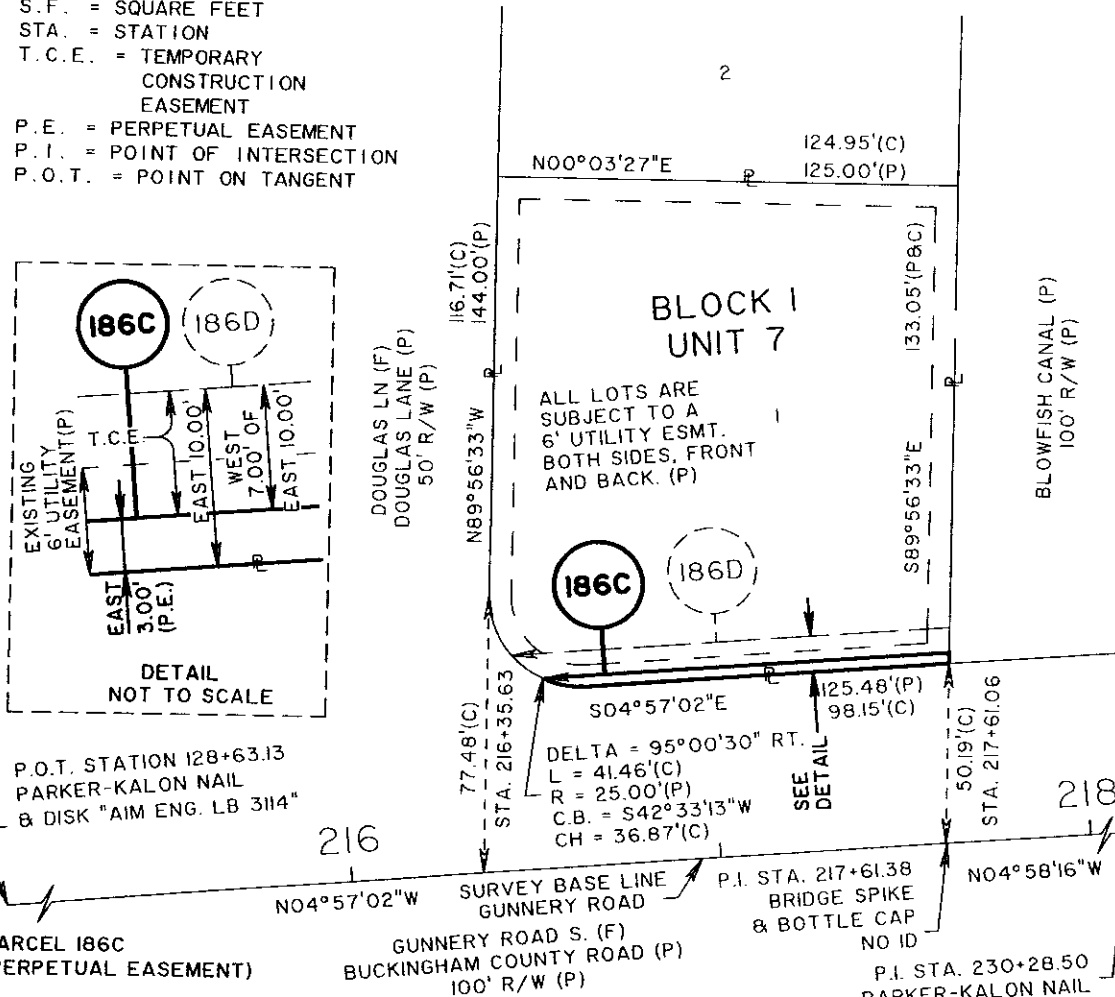 S.F. = SQUARE FEET
STA. = STATION
T.C.E. = TEMPORARY
CONSTRUCTION
EASEMENT
P.E. = PERPETUAL EASEMENT
P.I. = POINT OF INTERSECTION
P.O.T. = POINT ON TANGENT
2
124.95'(C)
N00°03'27"E
125.00'(P)
116.71'(C)
144.00'(P)
N89°56'33"W
133.05'(P&C)
S89°56'33"E
BLOCK 1
UNIT 7
ALL LOTS ARE
SUBJECT TO A
6' UTILITY ESMT.
BOTH SIDES, FRONT
AND BACK. (P)
1
DOUGLAS LN (F)
DOUGLAS LANE (P)
50' R/W (P)
BLOWFISH CANAL (P)
100' R/W (P)
186C
186D
T.C.E.
EXISTING
6' UTILITY
EASEMENT(P)
EAST 10.00'
WEST
7.00' OF
EAST 10.00'
EAST
3.00'
(P.E.)
DETAIL
NOT TO SCALE
186C
186D
S04°57'02"E
125.48'(P)
98.15'(C)
DELTA = 95°00'30" RT.
L = 41.46'(C)
R = 25.00'(P)
C.B. = S42°33'13"W
CH = 36.87'(C)
SEE
DETAIL
77.48'(C)
STA. 216+35.63
50.19'(C)
STA. 217+61.06
P.O.T. STATION 128+63.13
PARKER-KALON NAIL
& DISK "AIM ENG. LB 3114"
216
218
N04°57'02"W
SURVEY BASE LINE
GUNNERY ROAD
P.I. STA. 217+61.38
BRIDGE SPIKE
& BOTTLE CAP
NO ID
N04°58'16"W
GUNNERY ROAD S. (F)
BUCKINGHAM COUNTY ROAD (P)
100' R/W (P)
ARCEL 186C
PERPETUAL EASEMENT)
P.I. STA. 230+28.50
PARKER-KALON NAIL